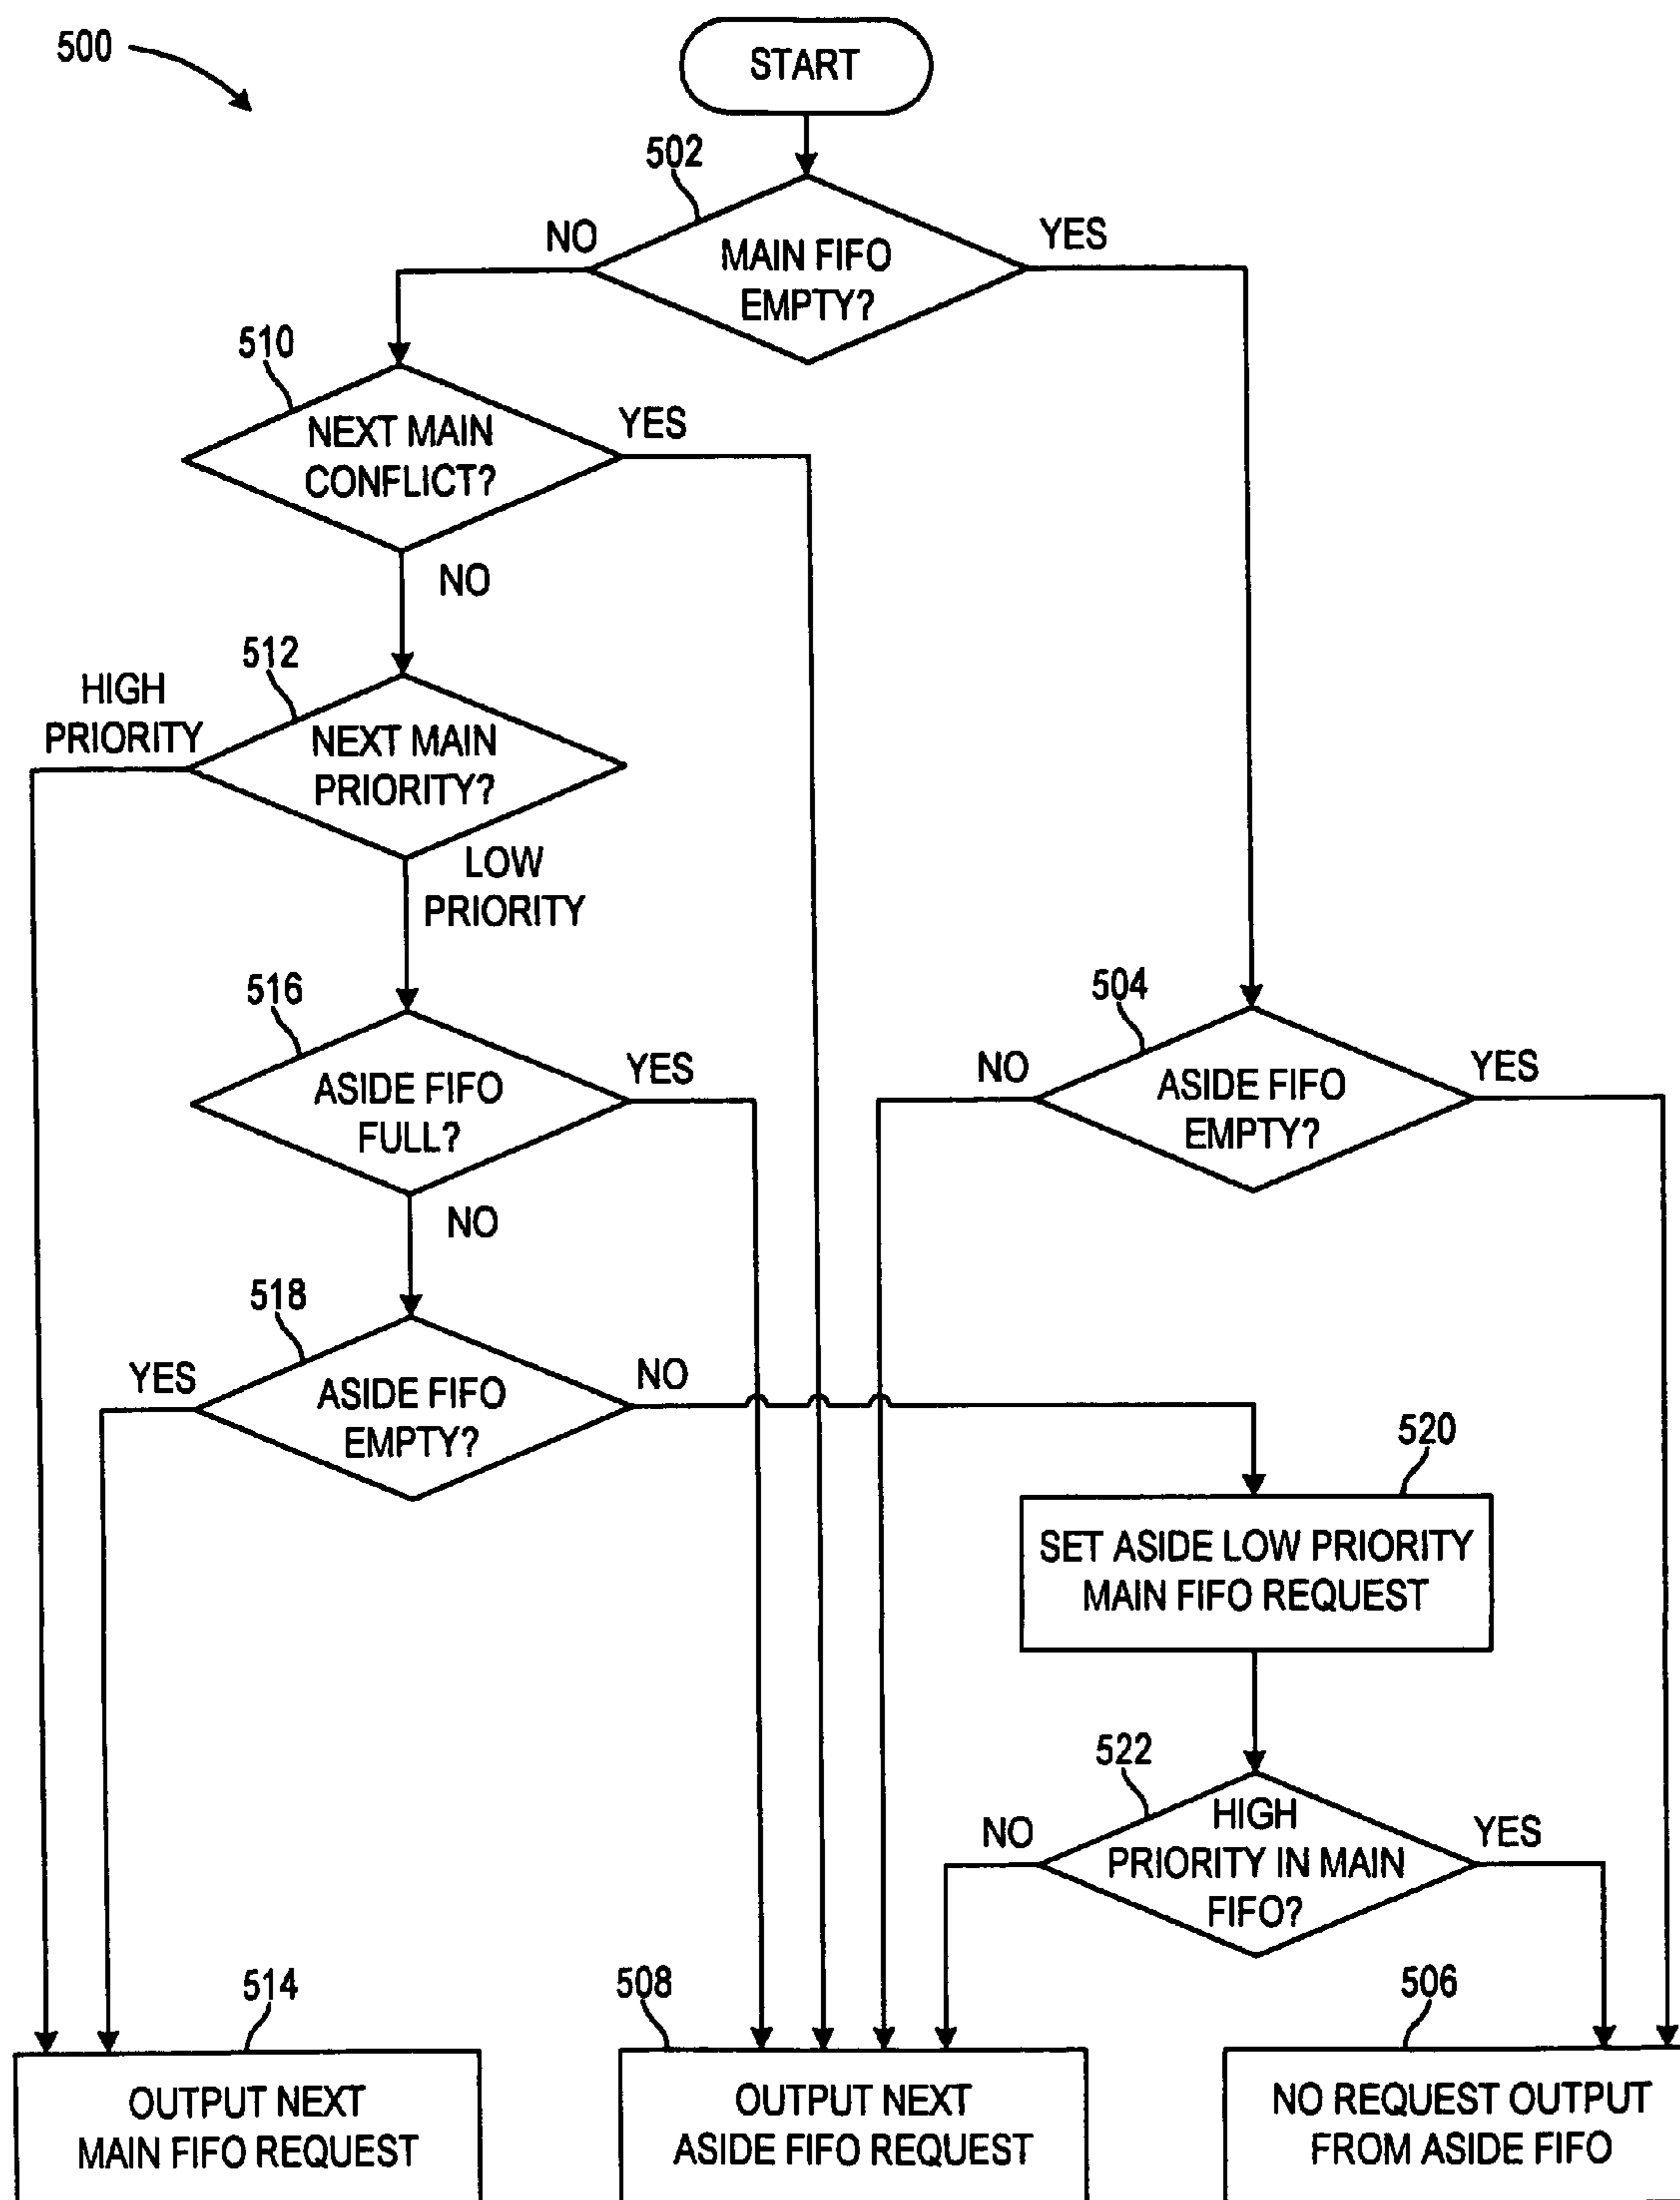 500
START
502
NO
YES
MAIN FIFO
EMPTY?
510
YES
NEXT MAIN
CONFLICT?
NO
512
HIGH
PRIORITY
NEXT MAIN
PRIORITY?
LOW
PRIORITY
516
YES
ASIDE FIFO
FULL?
NO
504
NO
YES
ASIDE FIFO
EMPTY?
518
YES
NO
ASIDE FIFO
EMPTY?
520
SET ASIDE LOW PRIORITY
MAIN FIFO REQUEST
522
NO
YES
HIGH
PRIORITY IN MAIN
FIFO?
514
OUTPUT NEXT
MAIN FIFO REQUEST
508
OUTPUT NEXT
ASIDE FIFO REQUEST
506
NO REQUEST OUTPUT
FROM ASIDE FIFO